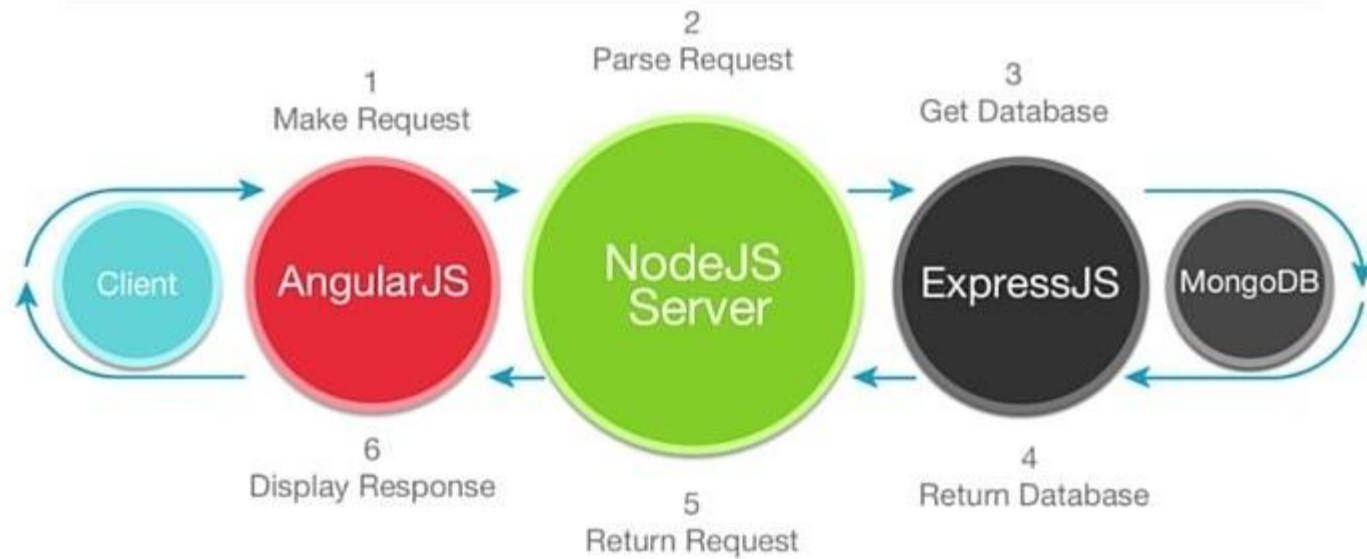 1
Make Request
2
Parse Request
3
Get Database
Client
AngularJS
NodeJS
Server
ExpressJS
MongoDB
6
Display Response
5
Return Request
4
Return Database